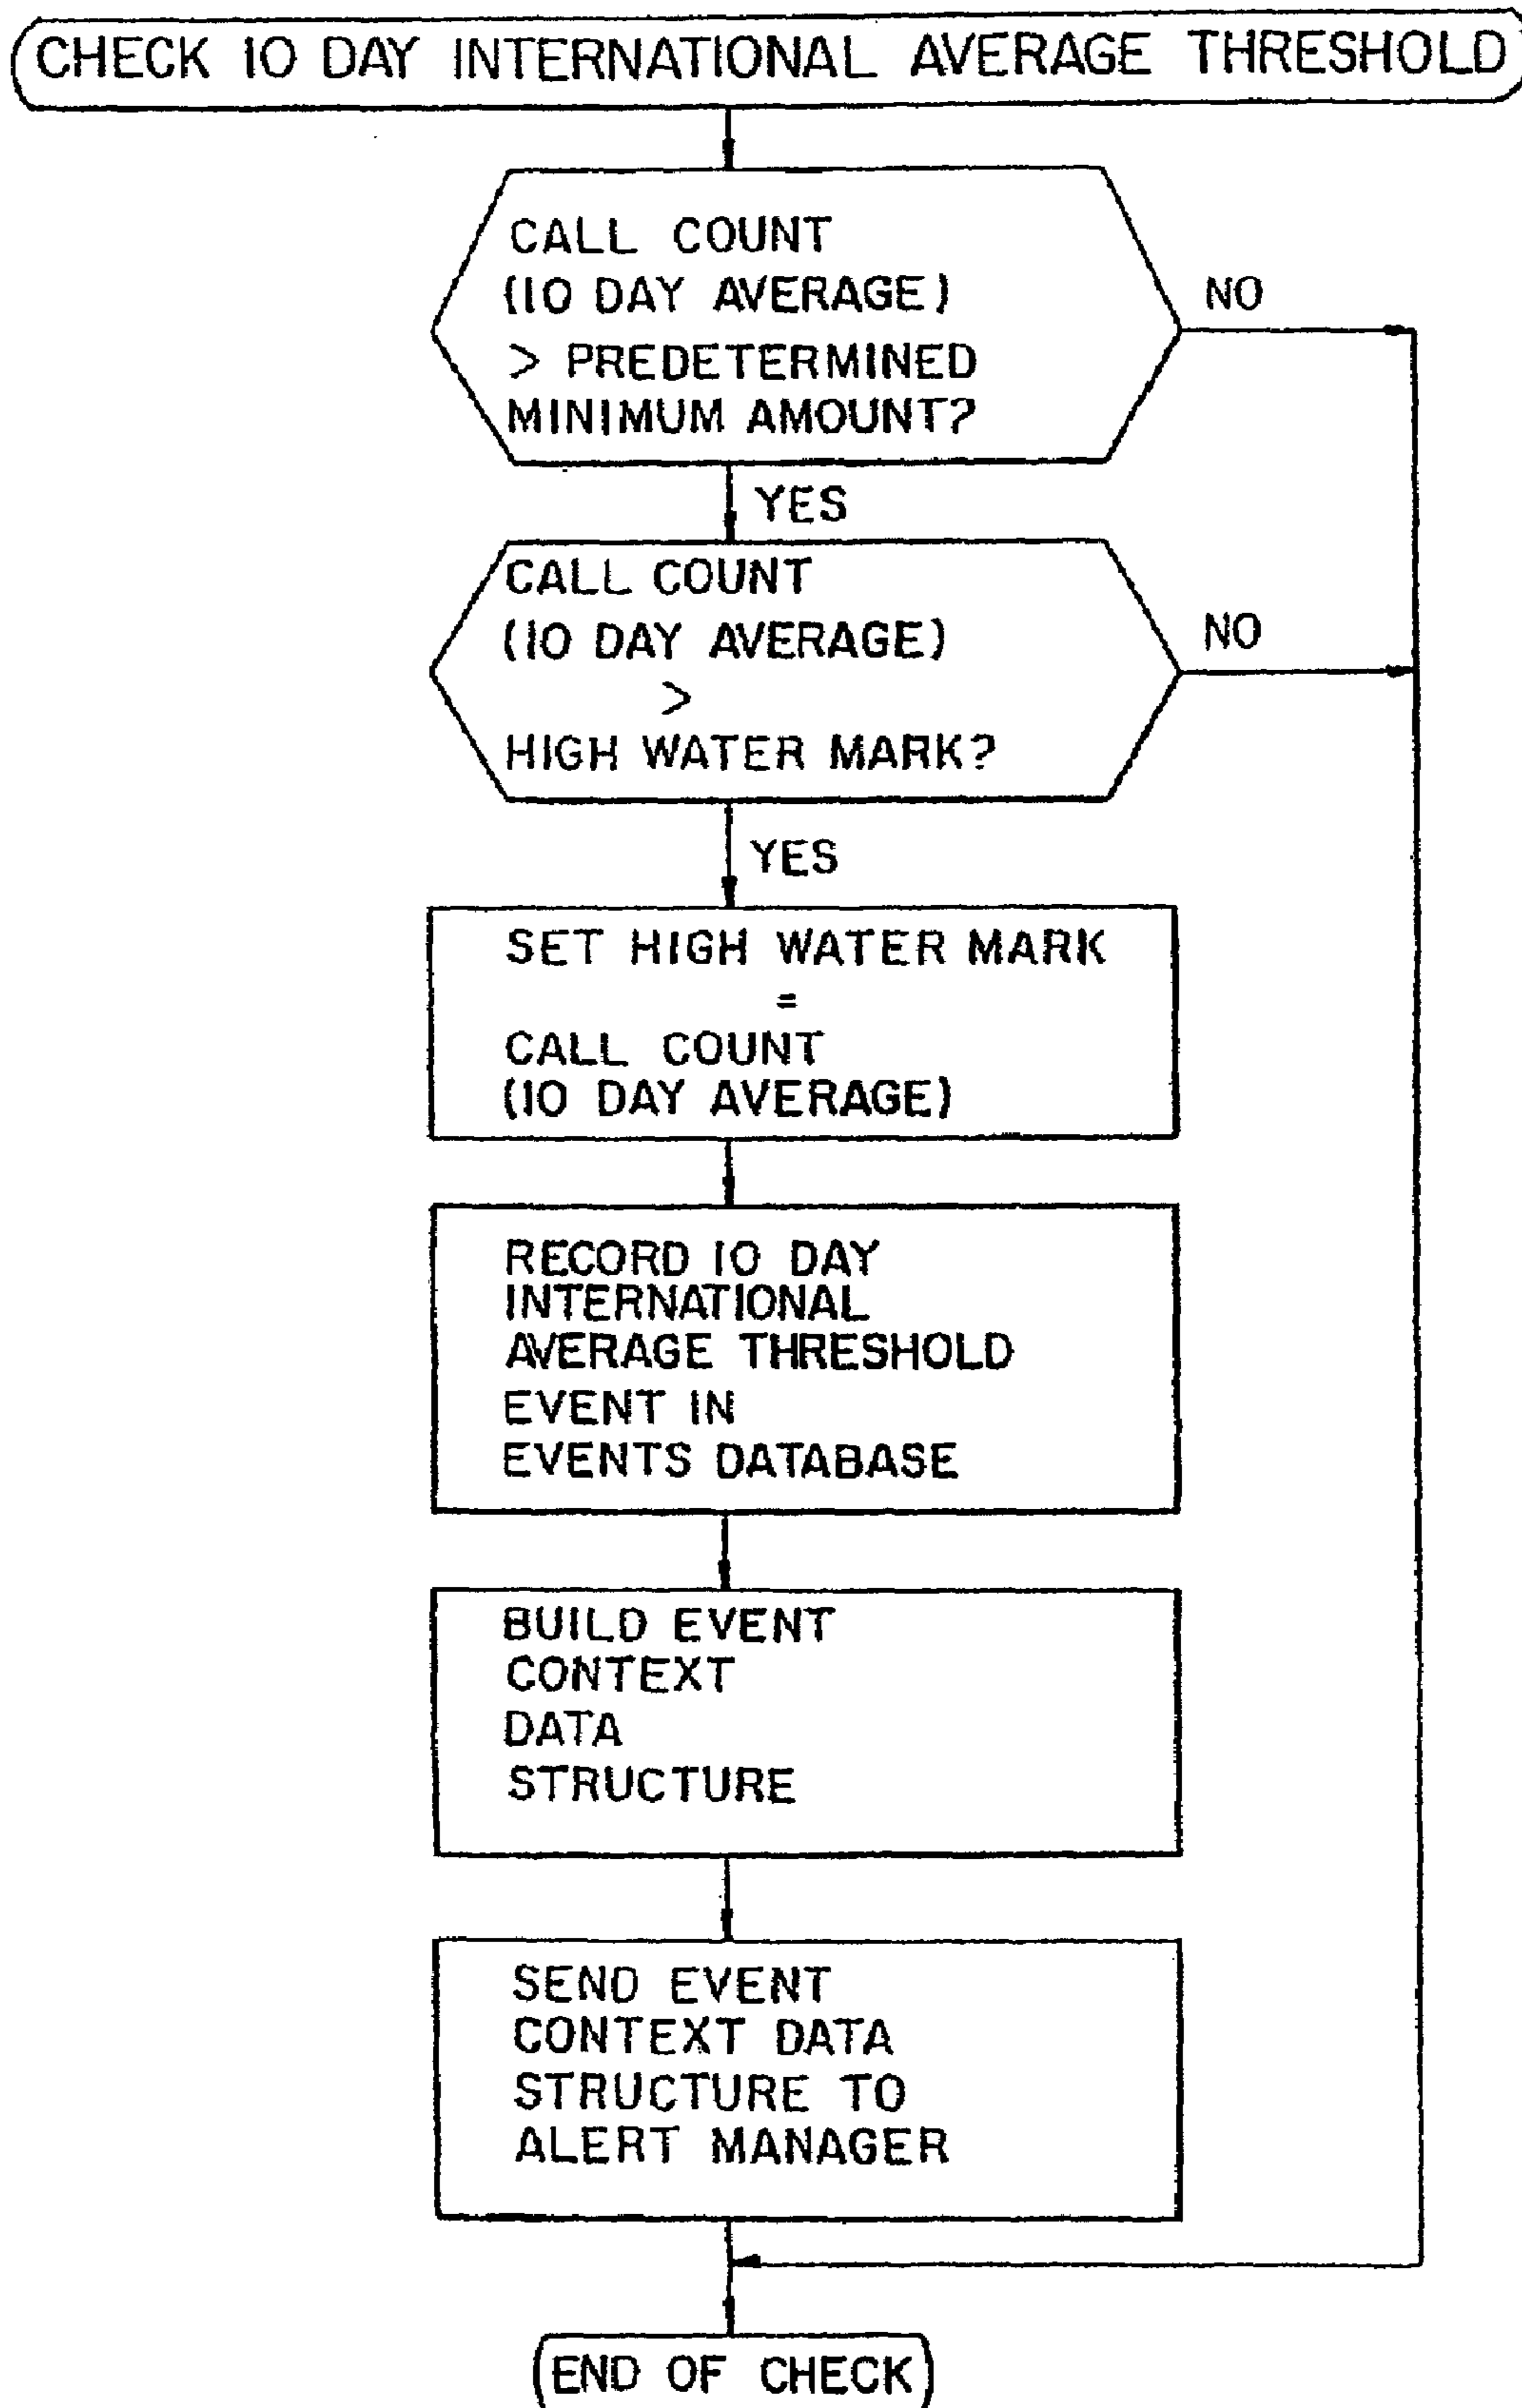 CHECK 10 DAY INTERNATIONAL AVERAGE THRESHOLD
CALL COUNT
(10 DAY AVERAGE)
> PREDETERMINED
MINIMUM AMOUNT?
NO
YES
CALL COUNT
(10 DAY AVERAGE)
>
HIGH WATER MARK?
NO
YES
SET HIGH WATER MARK
=
CALL COUNT
(10 DAY AVERAGE)
RECORD 10 DAY
INTERNATIONAL
AVERAGE THRESHOLD
EVENT IN
EVENTS DATABASE
BUILD EVENT
CONTEXT
DATA
STRUCTURE
SEND EVENT
CONTEXT DATA
STRUCTURE TO
ALERT MANAGER
END OF CHECK